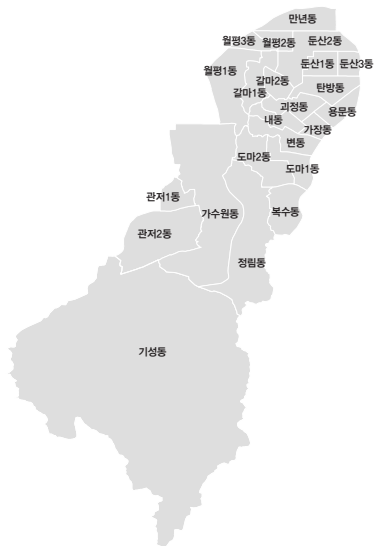 만년동
월평3동
월평2동
둔산2동
월평1동
둔산1동
둔산3동
갈마2동
탄방동
갈마1동
괴정동
용문동
내동
가장동
변동
도마2동
도마1동
관저1동
가수원동
복수동
관저2동
정림동
기성동